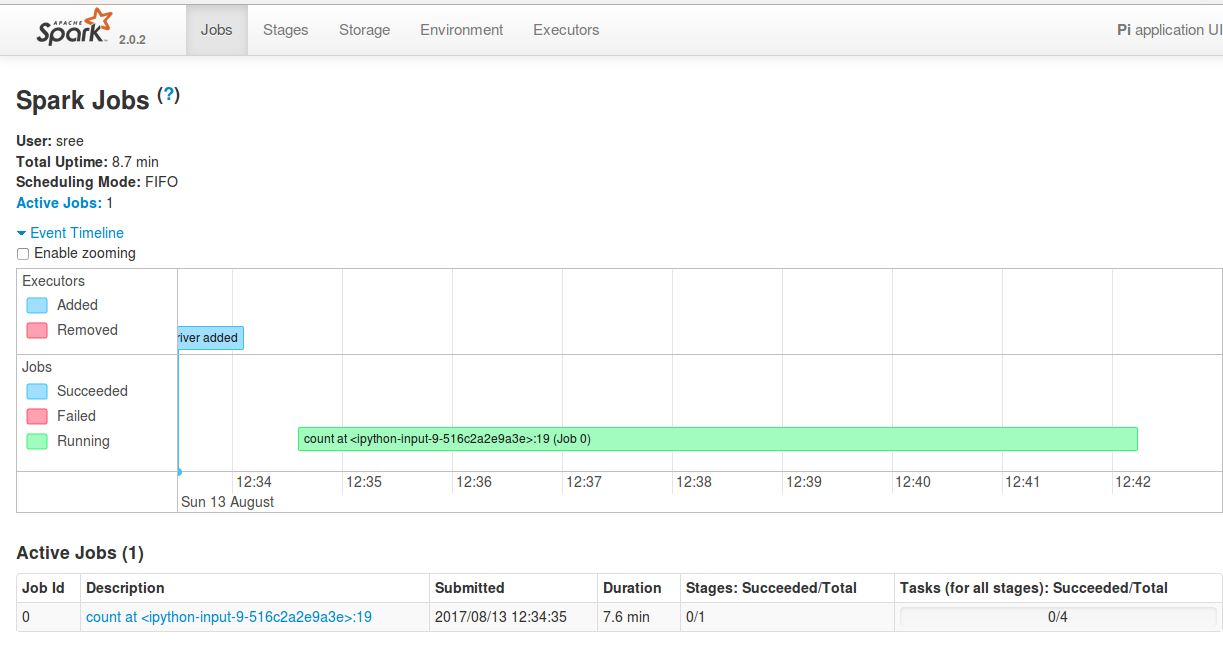 APACHE Spark 2.0.2 Jobs Stages Storage Environment Executors Pi application UI
Spark Jobs (?)
User: sree
Total Uptime: 8.7 min
Scheduling Mode: FIFO
Active Jobs: 1
Event Timeline
Enable zooming
Executors
Added
Removed
river added
Jobs
Succeeded
Failed
Running
count at <ipython-input-9-516c2a2e9a3e>:19 (Job 0)
12:34 12:35 12:36 12:37 12:38 12:39 12:40 12:41 12:42
Sun 13 August
Active Jobs (1)
Job Id Description Submitted Duration Stages: Succeeded/Total Tasks (for all stages): Succeeded/Total
0 count at <ipython-input-9-516c2a2e9a3e>:19 2017/08/13 12:34:35 7.6 min 0/1 0/4